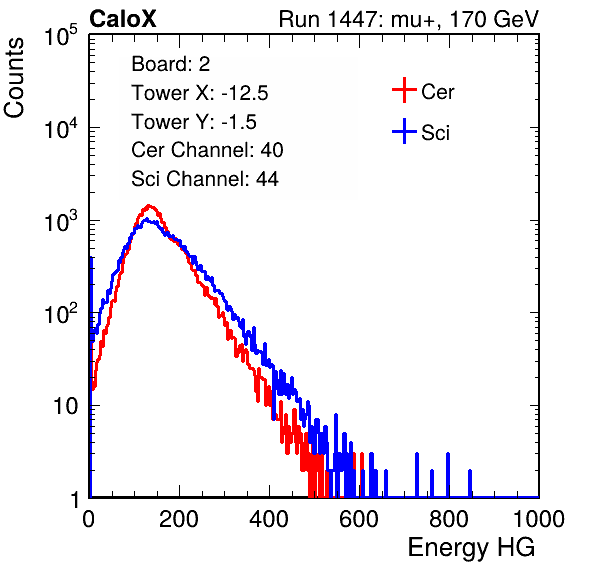 CaloX Run 1447: mu+, 170 GeV
Counts
Board: 2
Tower X: -12.5
Tower Y: -1.5
Cer Channel: 40
Sci Channel: 44
Cer
Sci
10^5
10^4
10^3
10^2
10
1
0 200 400 600 800 1000
Energy HG